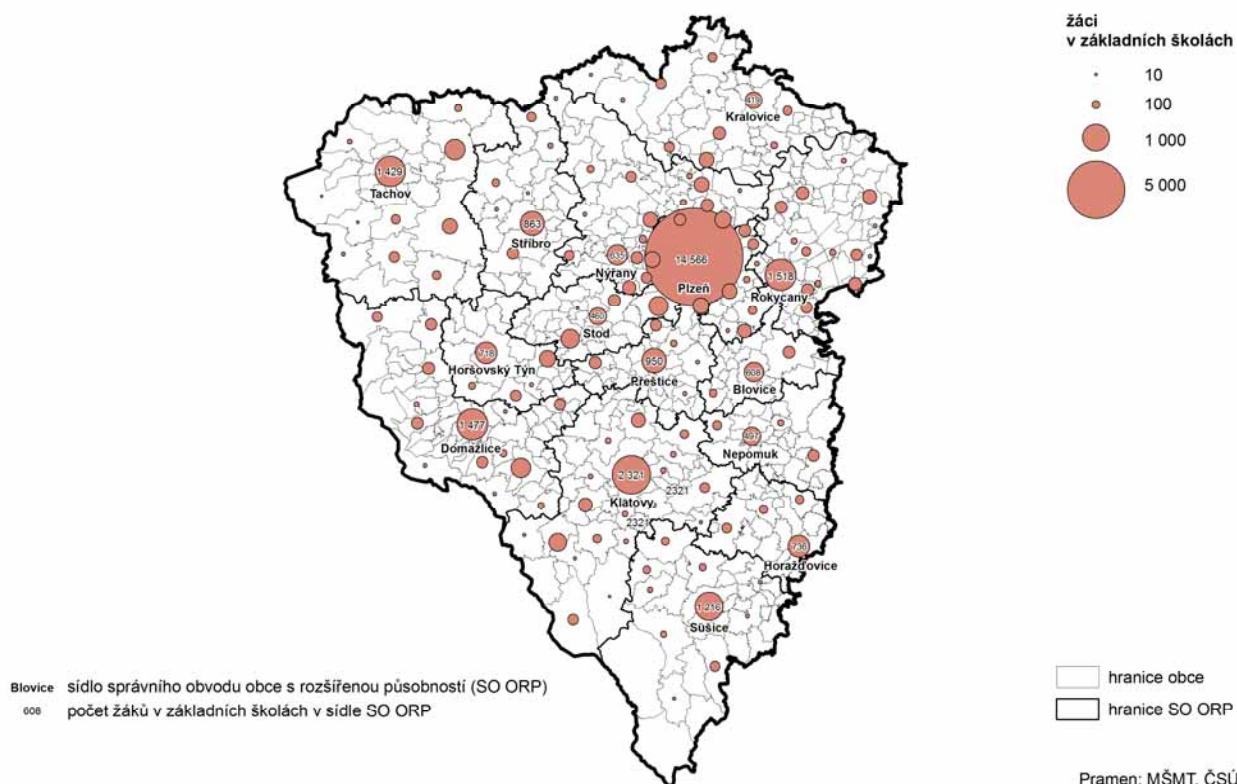 žáci
v základních školách
10
100
1 000
5 000
419
Kralovice
1 429
Tachov
863
Stříbro
635
Nýřany
14 566
Plzeň
1 518
Rokycany
460
Stod
718
Horšovský Týn
950
Přeštice
608
Blovice
1 477
Domažlice
497
Nepomuk
2 321
Klatovy
2321
2321
736
Horažďovice
1 216
Sušice
Blovice sídlo správního obvodu obce s rozšířenou působností (SO ORP)
608 počet žáků v základních školách v sídle SO ORP
hranice obce
hranice SO ORP
Pramen: MŠMT, ČSÚ